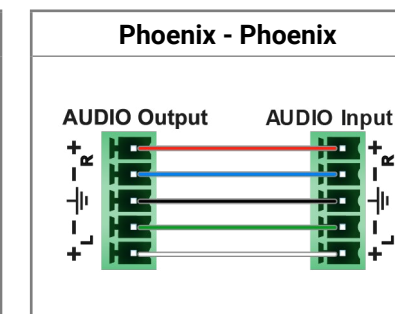 Phoenix - Phoenix
AUDIO Output
AUDIO Input
+
R
-
-
L
+
+
R
-
-
L
+